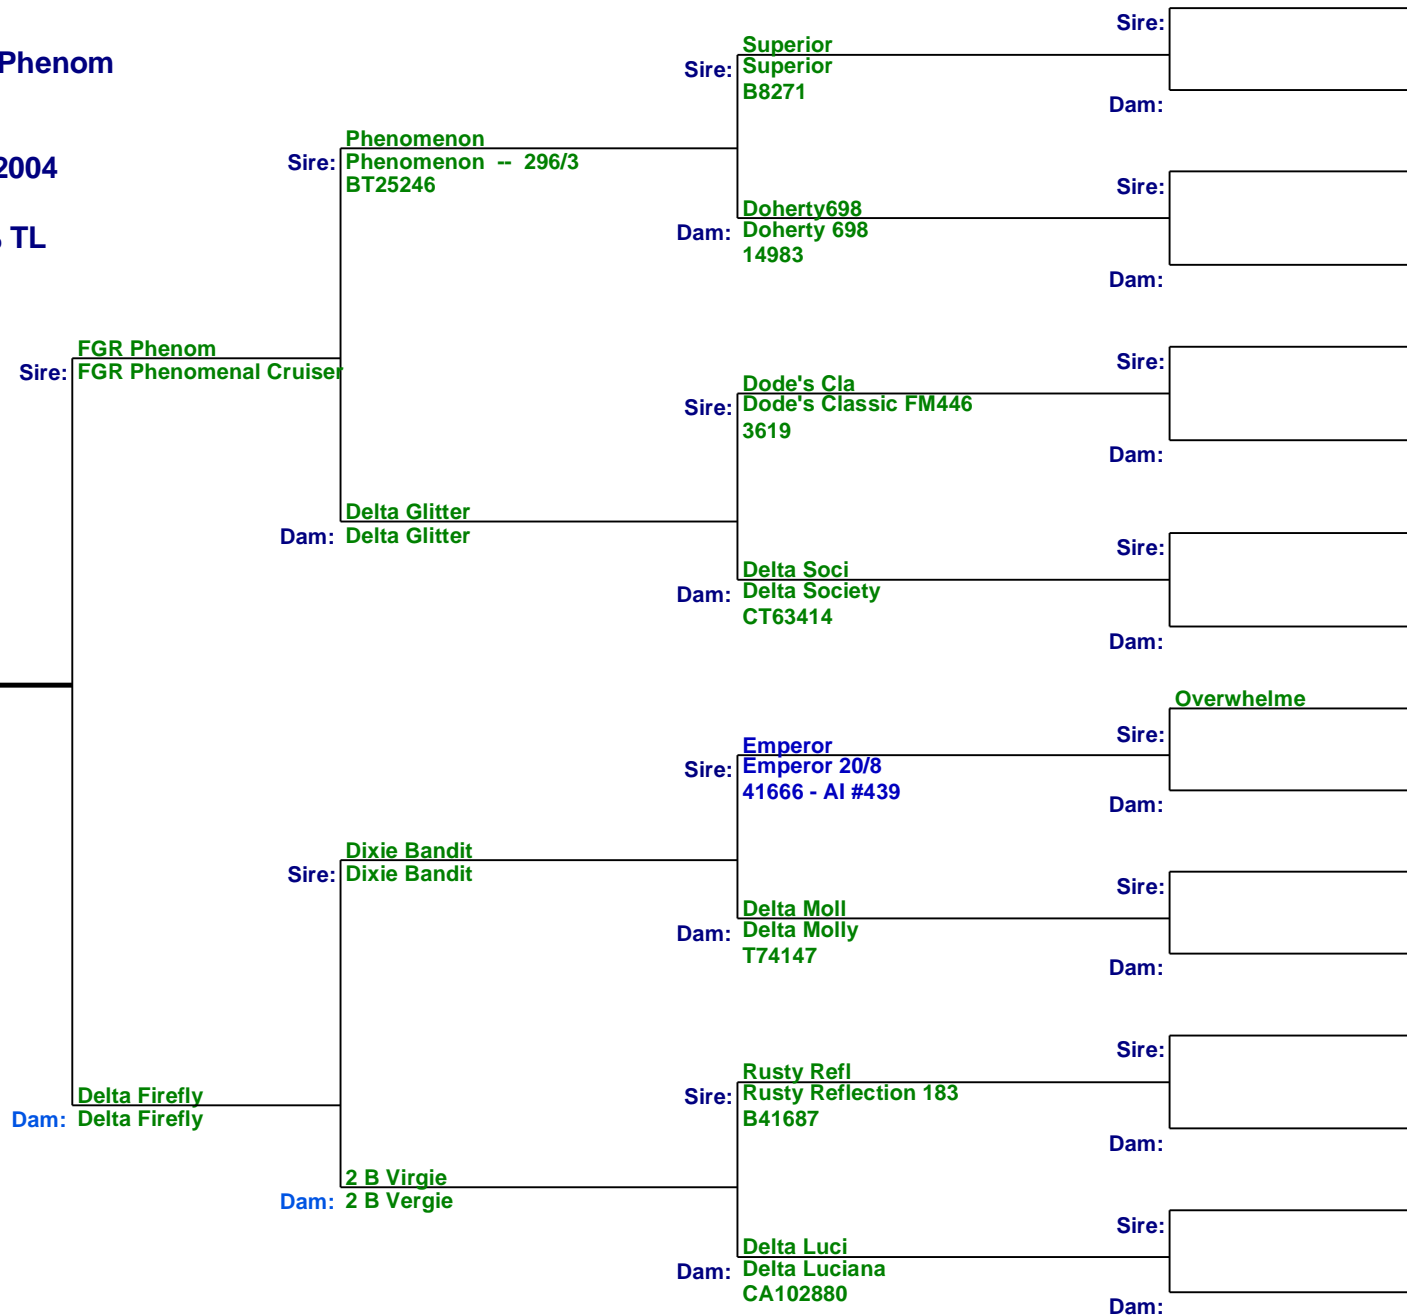 Phenom
2004
TL
Sire:
FGR Phenom
FGR Phenomenal Cruiser
Dam:
Delta Firefly
Delta Firefly
Sire:
Phenomenon
Phenomenon -- 296/3
BT25246
Dam:
Delta Glitter
Delta Glitter
Sire:
Dixie Bandit
Dixie Bandit
Dam:
2 B Virgie
2 B Vergie
Sire:
Superior
Superior
B8271
Dam:
Doherty698
Doherty 698
14983
Sire:
Dode's Cla
Dode's Classic FM446
3619
Dam:
Delta Soci
Delta Society
CT63414
Sire:
Emperor
Emperor 20/8
41666 - AI #439
Dam:
Delta Moll
Delta Molly
T74147
Sire:
Rusty Refl
Rusty Reflection 183
B41687
Dam:
Delta Luci
Delta Luciana
CA102880
Sire:
Dam:
Sire:
Dam:
Sire:
Dam:
Sire:
Dam:
Overwhelme
Sire:
Dam:
Sire:
Dam:
Sire:
Dam:
Sire:
Dam: